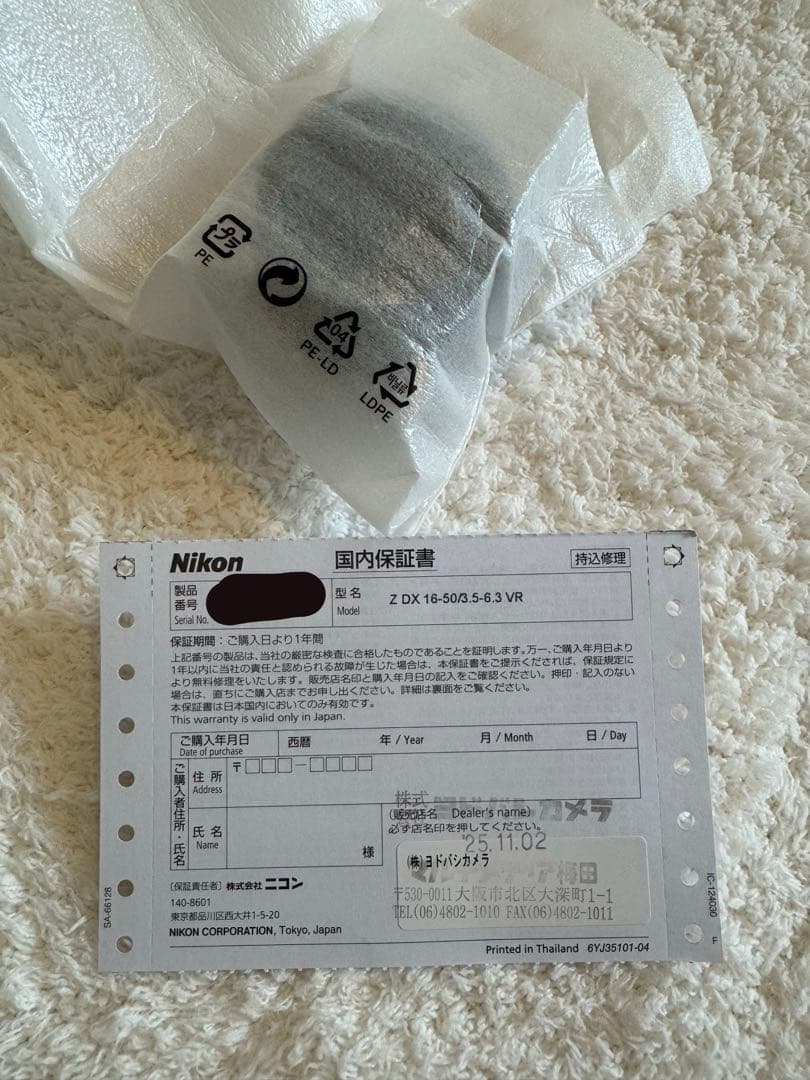 プラ
PE
04
PE-LD
비닐류
LDPE
Nikon 国内保証書 持込修理
製品番号 Serial No.
型名 Model Z DX 16-50/3.5-6.3 VR
保証期間：ご購入日より1年間
上記番号の製品は、当社の厳密な検査に合格したものであることを証明します。万一、ご購入年月日より
1年以内に当社の責任と認められる故障が生じた場合は、本保証書をご提示くだされば、保証規定に
より無料修理をいたします。販売店名印と購入年月日の記入をご確認ください。押印・記入のない
場合は、直ちにご購入店までお申し出ください。詳細は裏面をご覧ください。
本保証書は日本国内においてのみ有効です。
This warranty is valid only in Japan.
ご購入年月日 Date of purchase 西暦 年 / Year 月 / Month 日 / Day
ご購入者住所・氏名
住所 Address 〒
氏名 Name 様
株式会社 ヨドバシカメラ
(販売店名 Dealer's name)
必ず店名印を押してください。
'25.11.02
(株)ヨドバシカメラ
梅田
〒530-0011 大阪市北区大深町1-1
TEL(06)4802-1010 FAX(06)4802-1011
〔保証責任者〕株式会社 ニコン
140-8601
東京都品川区西大井1-5-20
NIKON CORPORATION, Tokyo, Japan
Printed in Thailand 6YJ35101-04
SA-66128
IC-124030 F